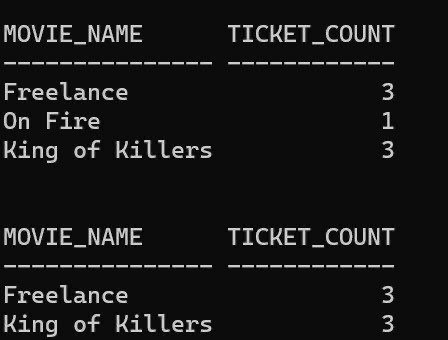 MOVIE_NAME      TICKET_COUNT
--------------- ------------
Freelance                  3
On Fire                    1
King of Killers            3
MOVIE_NAME      TICKET_COUNT
--------------- ------------
Freelance                  3
King of Killers            3